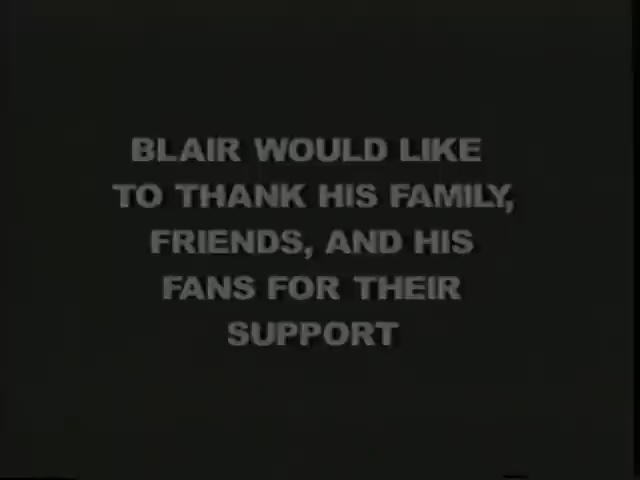 BLAIR WOULD LIKE
TO THANK HIS FAMILY,
FRIENDS, AND HIS
FANS FOR THEIR
SUPPORT